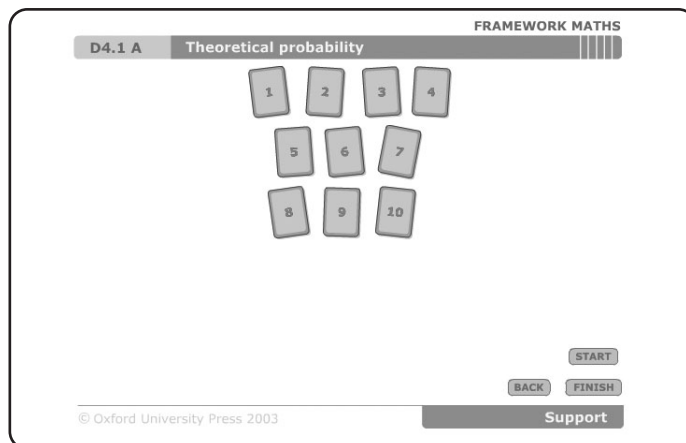 FRAMEWORK MATHS
D4.1 A Theoretical probability
1 2 3 4
5 6 7
8 9 10
START
BACK FINISH
© Oxford University Press 2003 Support